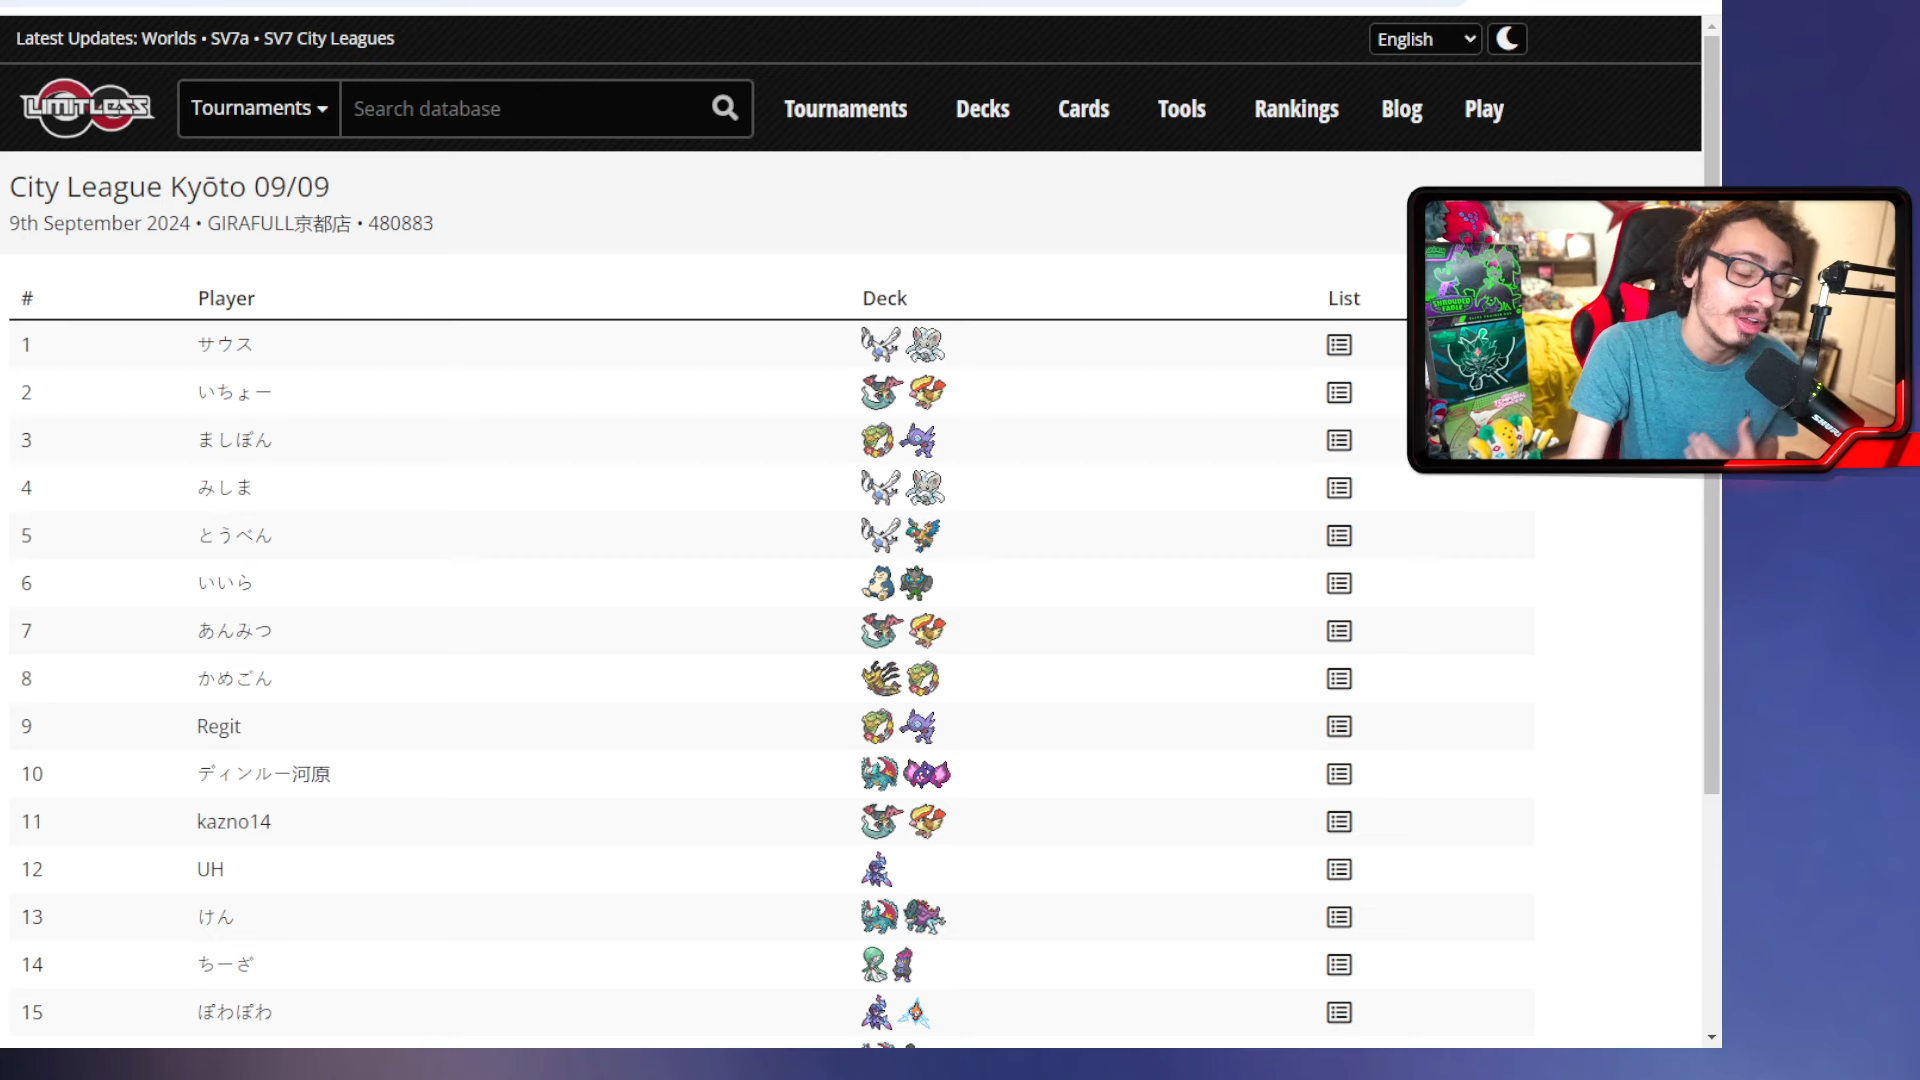 Latest Updates: Worlds • SV7a • SV7 City Leagues
English
LIMITLESS
Tournaments
Search database
Tournaments
Decks
Cards
Tools
Rankings
Blog
Play
City League Kyōto 09/09
9th September 2024 • GIRAFULL京都店 • 480883
# Player Deck List
1 サウス
2 いちょー
3 ましぽん
4 みしま
5 とうべん
6 いいら
7 あんみつ
8 かめごん
9 Regit
10 ディンルー河原
11 kazno14
12 UH
13 けん
14 ちーざ
15 ぽわぽわ
SHROUDED FABLE